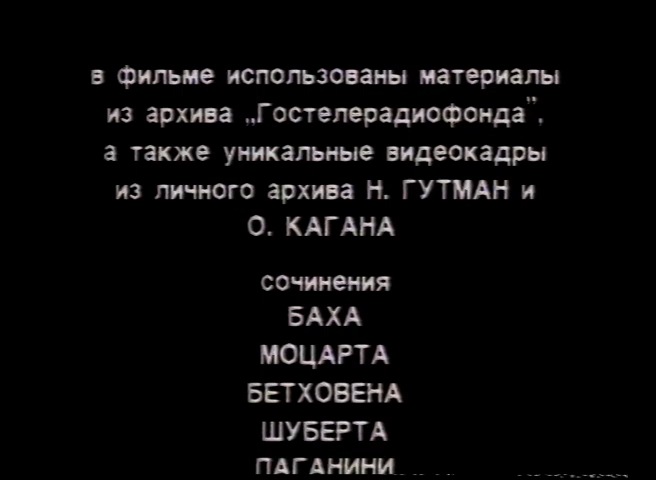 в фильме использованы материалы
из архива „Гостелерадиофонда”,
а также уникальные видеокадры
из личного архива Н. ГУТМАН и
О. КАГАНА
сочинения
БАХА
МОЦАРТА
БЕТХОВЕНА
ШУБЕРТА
ПАГАНИНИ